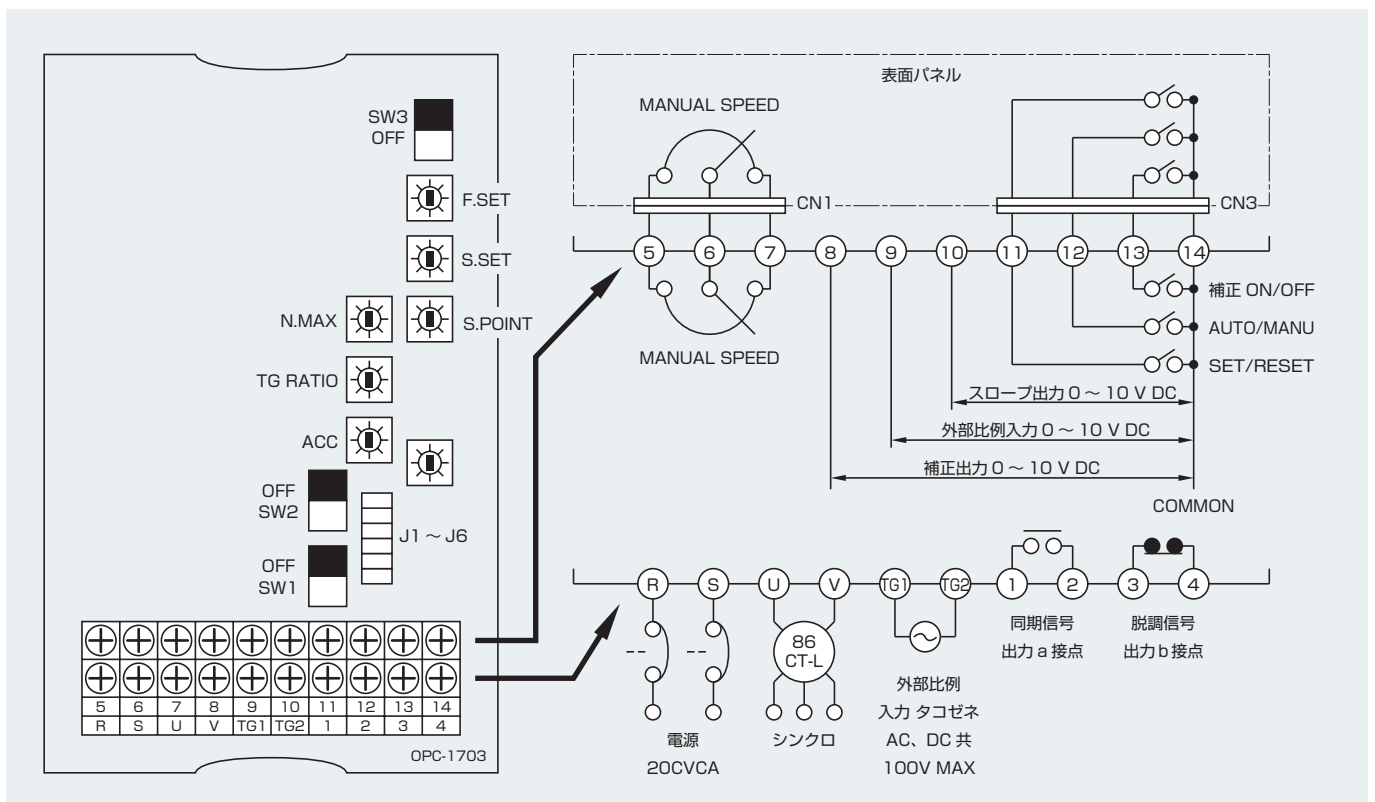 SW3
OFF
F.SET
S.SET
N.MAX
S.POINT
TG RATIO
ACC
OFF
SW2
J1 ～ J6
OFF
SW1
5 6 7 8 9 10 11 12 13 14
R S U V TG1 TG2 1 2 3 4
OPC-1703
表面パネル
MANUAL SPEED
CN1
CN3
5 6 7 8 9 10 11 12 13 14
MANUAL SPEED
補正 ON/OFF
AUTO/MANU
SET/RESET
スロープ出力 0 ～ 10 V DC
外部比例入力 0 ～ 10 V DC
補正出力 0 ～ 10 V DC
COMMON
R S U V TG1 TG2 1 2 3 4
86
CT-L
電源
20CVCA
シンクロ
外部比例
入力 タコゼネ
AC、DC 共
100V MAX
同期信号
出力 a 接点
脱調信号
出力 b 接点